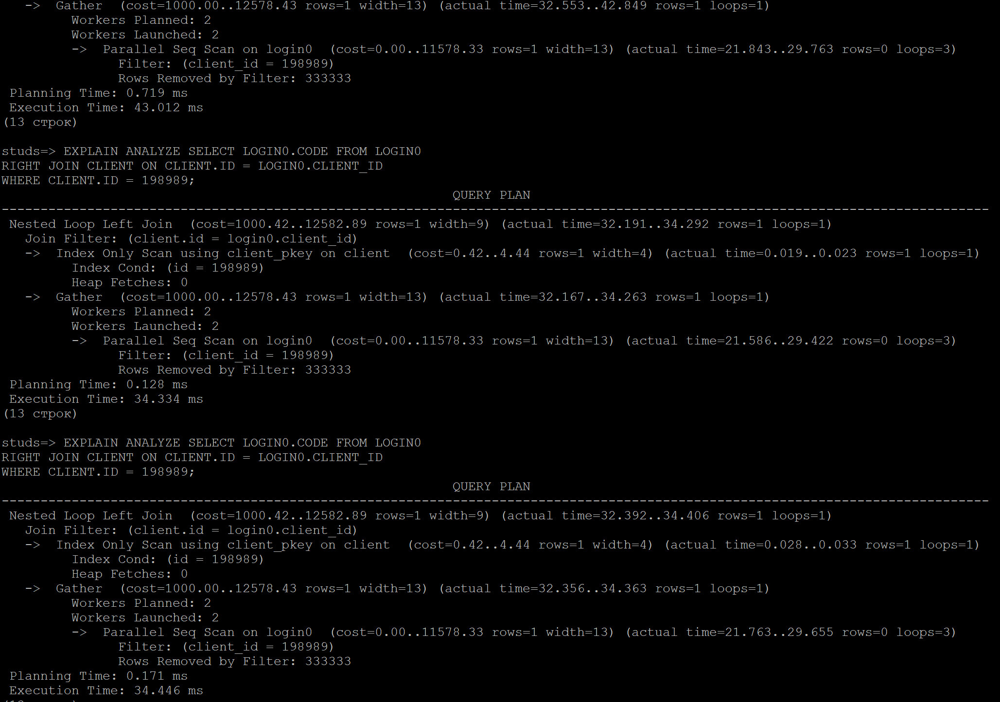 ->  Gather  (cost=1000.00..12578.43 rows=1 width=13) (actual time=32.553..42.849 rows=1 loops=1)
         Workers Planned: 2
         Workers Launched: 2
         ->  Parallel Seq Scan on login0  (cost=0.00..11578.33 rows=1 width=13) (actual time=21.843..29.763 rows=0 loops=3)
               Filter: (client_id = 198989)
               Rows Removed by Filter: 333333
 Planning Time: 0.719 ms
 Execution Time: 43.012 ms
(13 строк)

studs=> EXPLAIN ANALYZE SELECT LOGIN0.CODE FROM LOGIN0
RIGHT JOIN CLIENT ON CLIENT.ID = LOGIN0.CLIENT_ID
WHERE CLIENT.ID = 198989;
                                                          QUERY PLAN
-------------------------------------------------------------------------------------------------------------------------------
 Nested Loop Left Join  (cost=1000.42..12582.89 rows=1 width=9) (actual time=32.191..34.292 rows=1 loops=1)
   Join Filter: (client.id = login0.client_id)
   ->  Index Only Scan using client_pkey on client  (cost=0.42..4.44 rows=1 width=4) (actual time=0.019..0.023 rows=1 loops=1)
         Index Cond: (id = 198989)
         Heap Fetches: 0
   ->  Gather  (cost=1000.00..12578.43 rows=1 width=13) (actual time=32.167..34.263 rows=1 loops=1)
         Workers Planned: 2
         Workers Launched: 2
         ->  Parallel Seq Scan on login0  (cost=0.00..11578.33 rows=1 width=13) (actual time=21.586..29.422 rows=0 loops=3)
               Filter: (client_id = 198989)
               Rows Removed by Filter: 333333
 Planning Time: 0.128 ms
 Execution Time: 34.334 ms
(13 строк)

studs=> EXPLAIN ANALYZE SELECT LOGIN0.CODE FROM LOGIN0
RIGHT JOIN CLIENT ON CLIENT.ID = LOGIN0.CLIENT_ID
WHERE CLIENT.ID = 198989;
                                                          QUERY PLAN
-------------------------------------------------------------------------------------------------------------------------------
 Nested Loop Left Join  (cost=1000.42..12582.89 rows=1 width=9) (actual time=32.392..34.406 rows=1 loops=1)
   Join Filter: (client.id = login0.client_id)
   ->  Index Only Scan using client_pkey on client  (cost=0.42..4.44 rows=1 width=4) (actual time=0.028..0.033 rows=1 loops=1)
         Index Cond: (id = 198989)
         Heap Fetches: 0
   ->  Gather  (cost=1000.00..12578.43 rows=1 width=13) (actual time=32.356..34.363 rows=1 loops=1)
         Workers Planned: 2
         Workers Launched: 2
         ->  Parallel Seq Scan on login0  (cost=0.00..11578.33 rows=1 width=13) (actual time=21.763..29.655 rows=0 loops=3)
               Filter: (client_id = 198989)
               Rows Removed by Filter: 333333
 Planning Time: 0.171 ms
 Execution Time: 34.446 ms